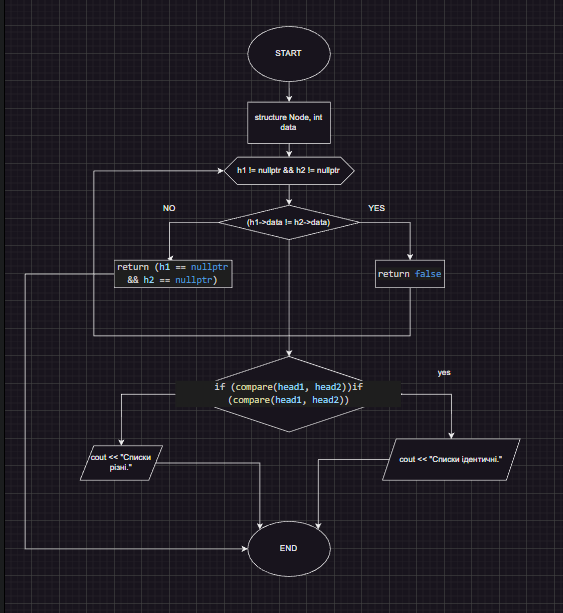 START
structure Node, int
data
h1 != nullptr && h2 != nullptr
NO
YES
(h1->data != h2->data)
return (h1 == nullptr
&& h2 == nullptr)
return false
yes
if (compare(head1, head2))if
(compare(head1, head2))
cout << "Списки
різні."
cout << "Списки ідентичні."
END